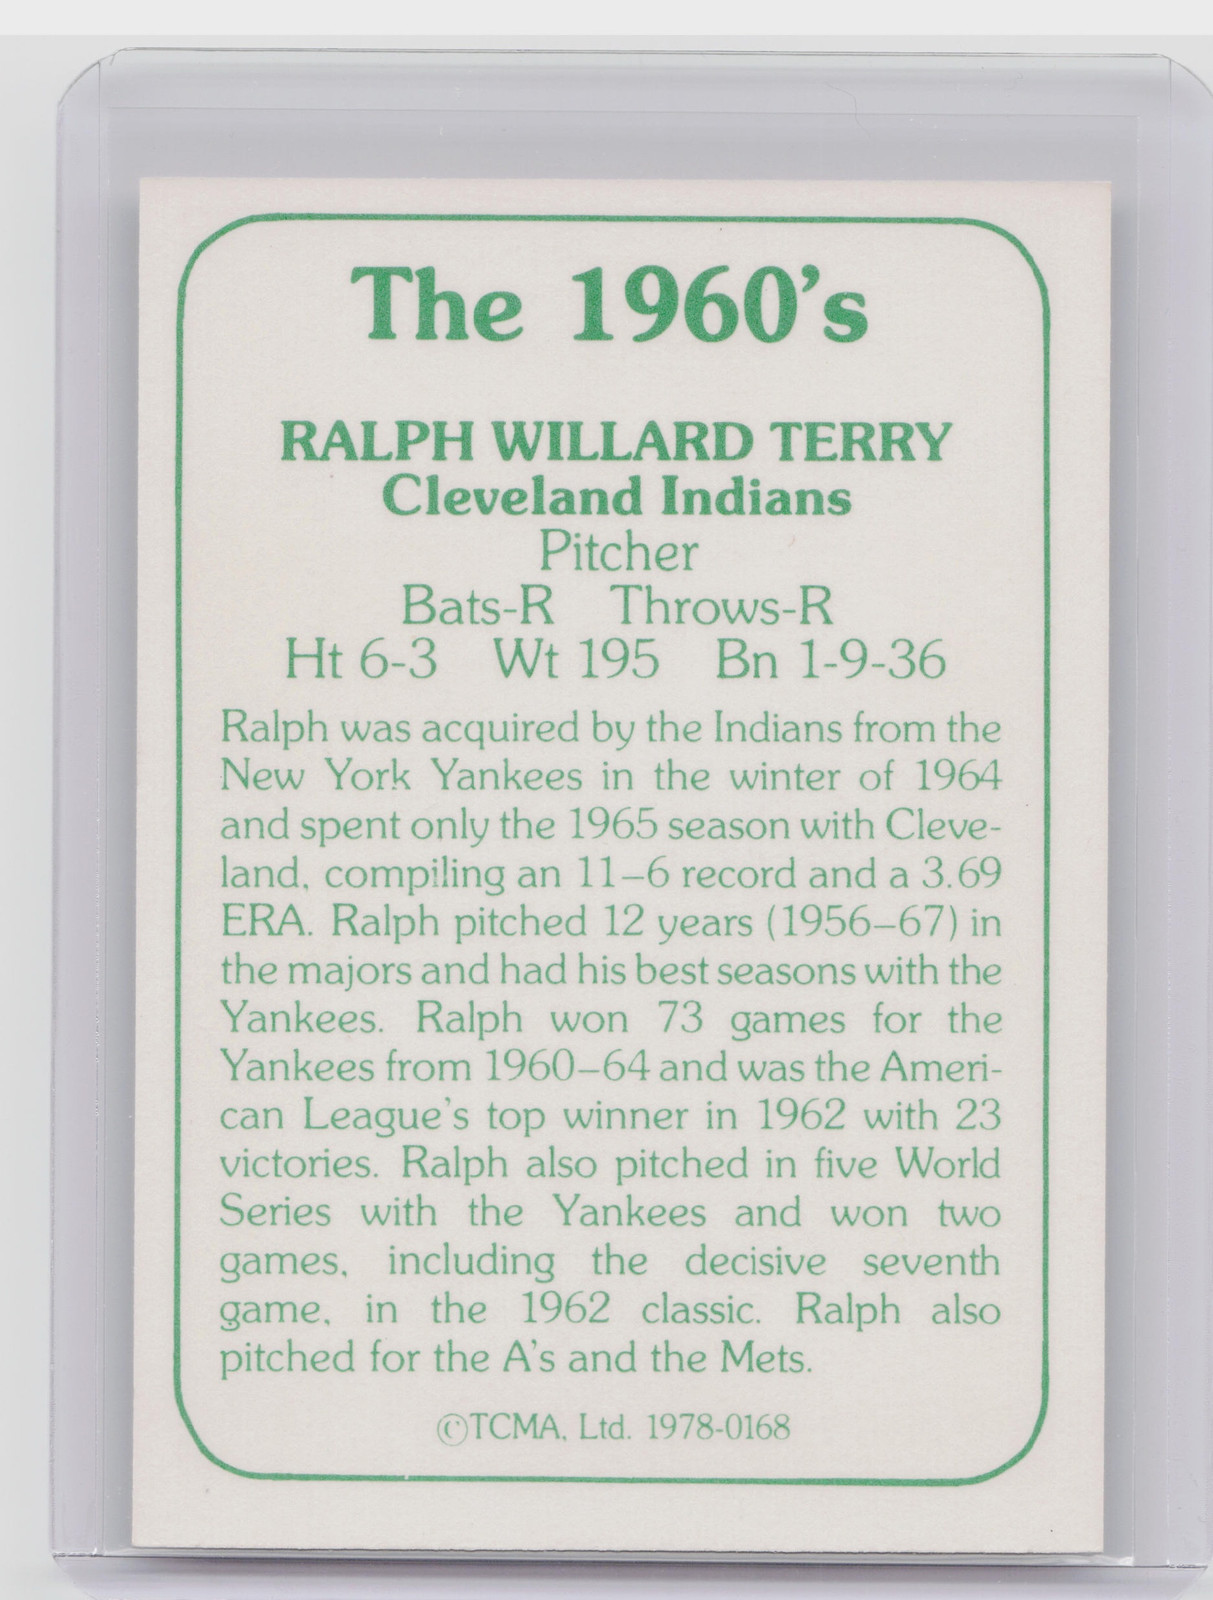 The 1960's
RALPH WILLARD TERRY
Cleveland Indians
Pitcher
Bats-R Throws-R
Ht 6-3 Wt 195 Bn 1-9-36
Ralph was acquired by the Indians from the
New York Yankees in the winter of 1964
and spent only the 1965 season with Cleve-
land, compiling an 11–6 record and a 3.69
ERA. Ralph pitched 12 years (1956–67) in
the majors and had his best seasons with the
Yankees. Ralph won 73 games for the
Yankees from 1960–64 and was the Ameri-
can League's top winner in 1962 with 23
victories. Ralph also pitched in five World
Series with the Yankees and won two
games, including the decisive seventh
game, in the 1962 classic. Ralph also
pitched for the A's and the Mets.
©TCMA, Ltd. 1978-0168